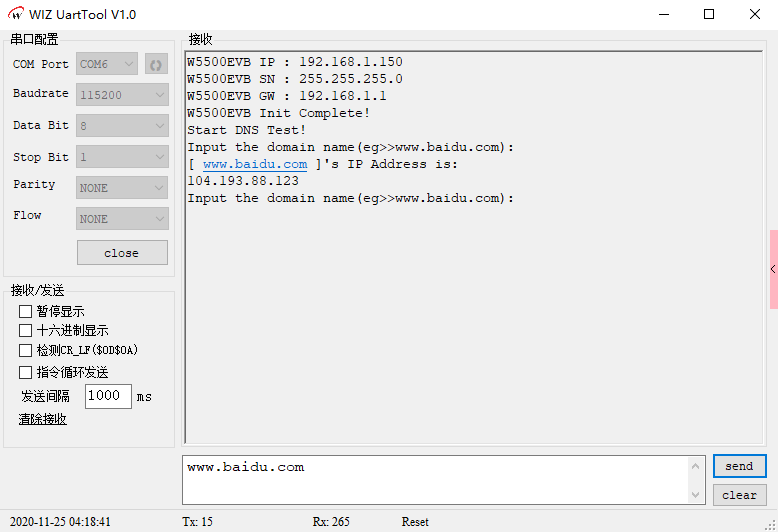 WIZ UartTool V1.0
串口配置
COM Port COM6
Baudrate 115200
Data Bit 8
Stop Bit 1
Parity NONE
Flow NONE
close
接收/发送
暂停显示
十六进制显示
检测CR_LF($0D$0A)
指令循环发送
发送间隔 1000 ms
清除接收
接收
W5500EVB IP : 192.168.1.150
W5500EVB SN : 255.255.255.0
W5500EVB GW : 192.168.1.1
W5500EVB Init Complete!
Start DNS Test!
Input the domain name(eg>>www.baidu.com):
[ www.baidu.com ]'s IP Address is:
104.193.88.123
Input the domain name(eg>>www.baidu.com):
www.baidu.com
send
clear
2020-11-25 04:18:41 Tx: 15 Rx: 265 Reset